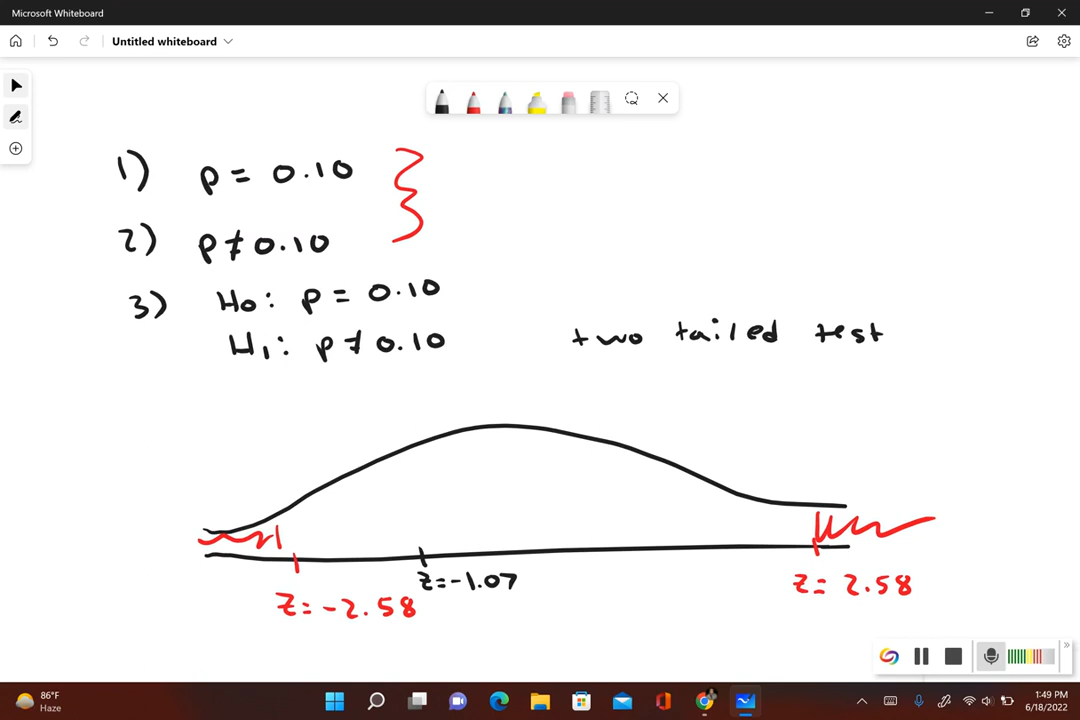 Microsoft Whiteboard
Untitled whiteboard
1) p = 0.10
2) p ≠ 0.10
3) H0: p = 0.10
H1: p ≠ 0.10
two tailed test
z = -1.07
z = -2.58
z = 2.58
86°F
Haze
1:49 PM
6/18/2022